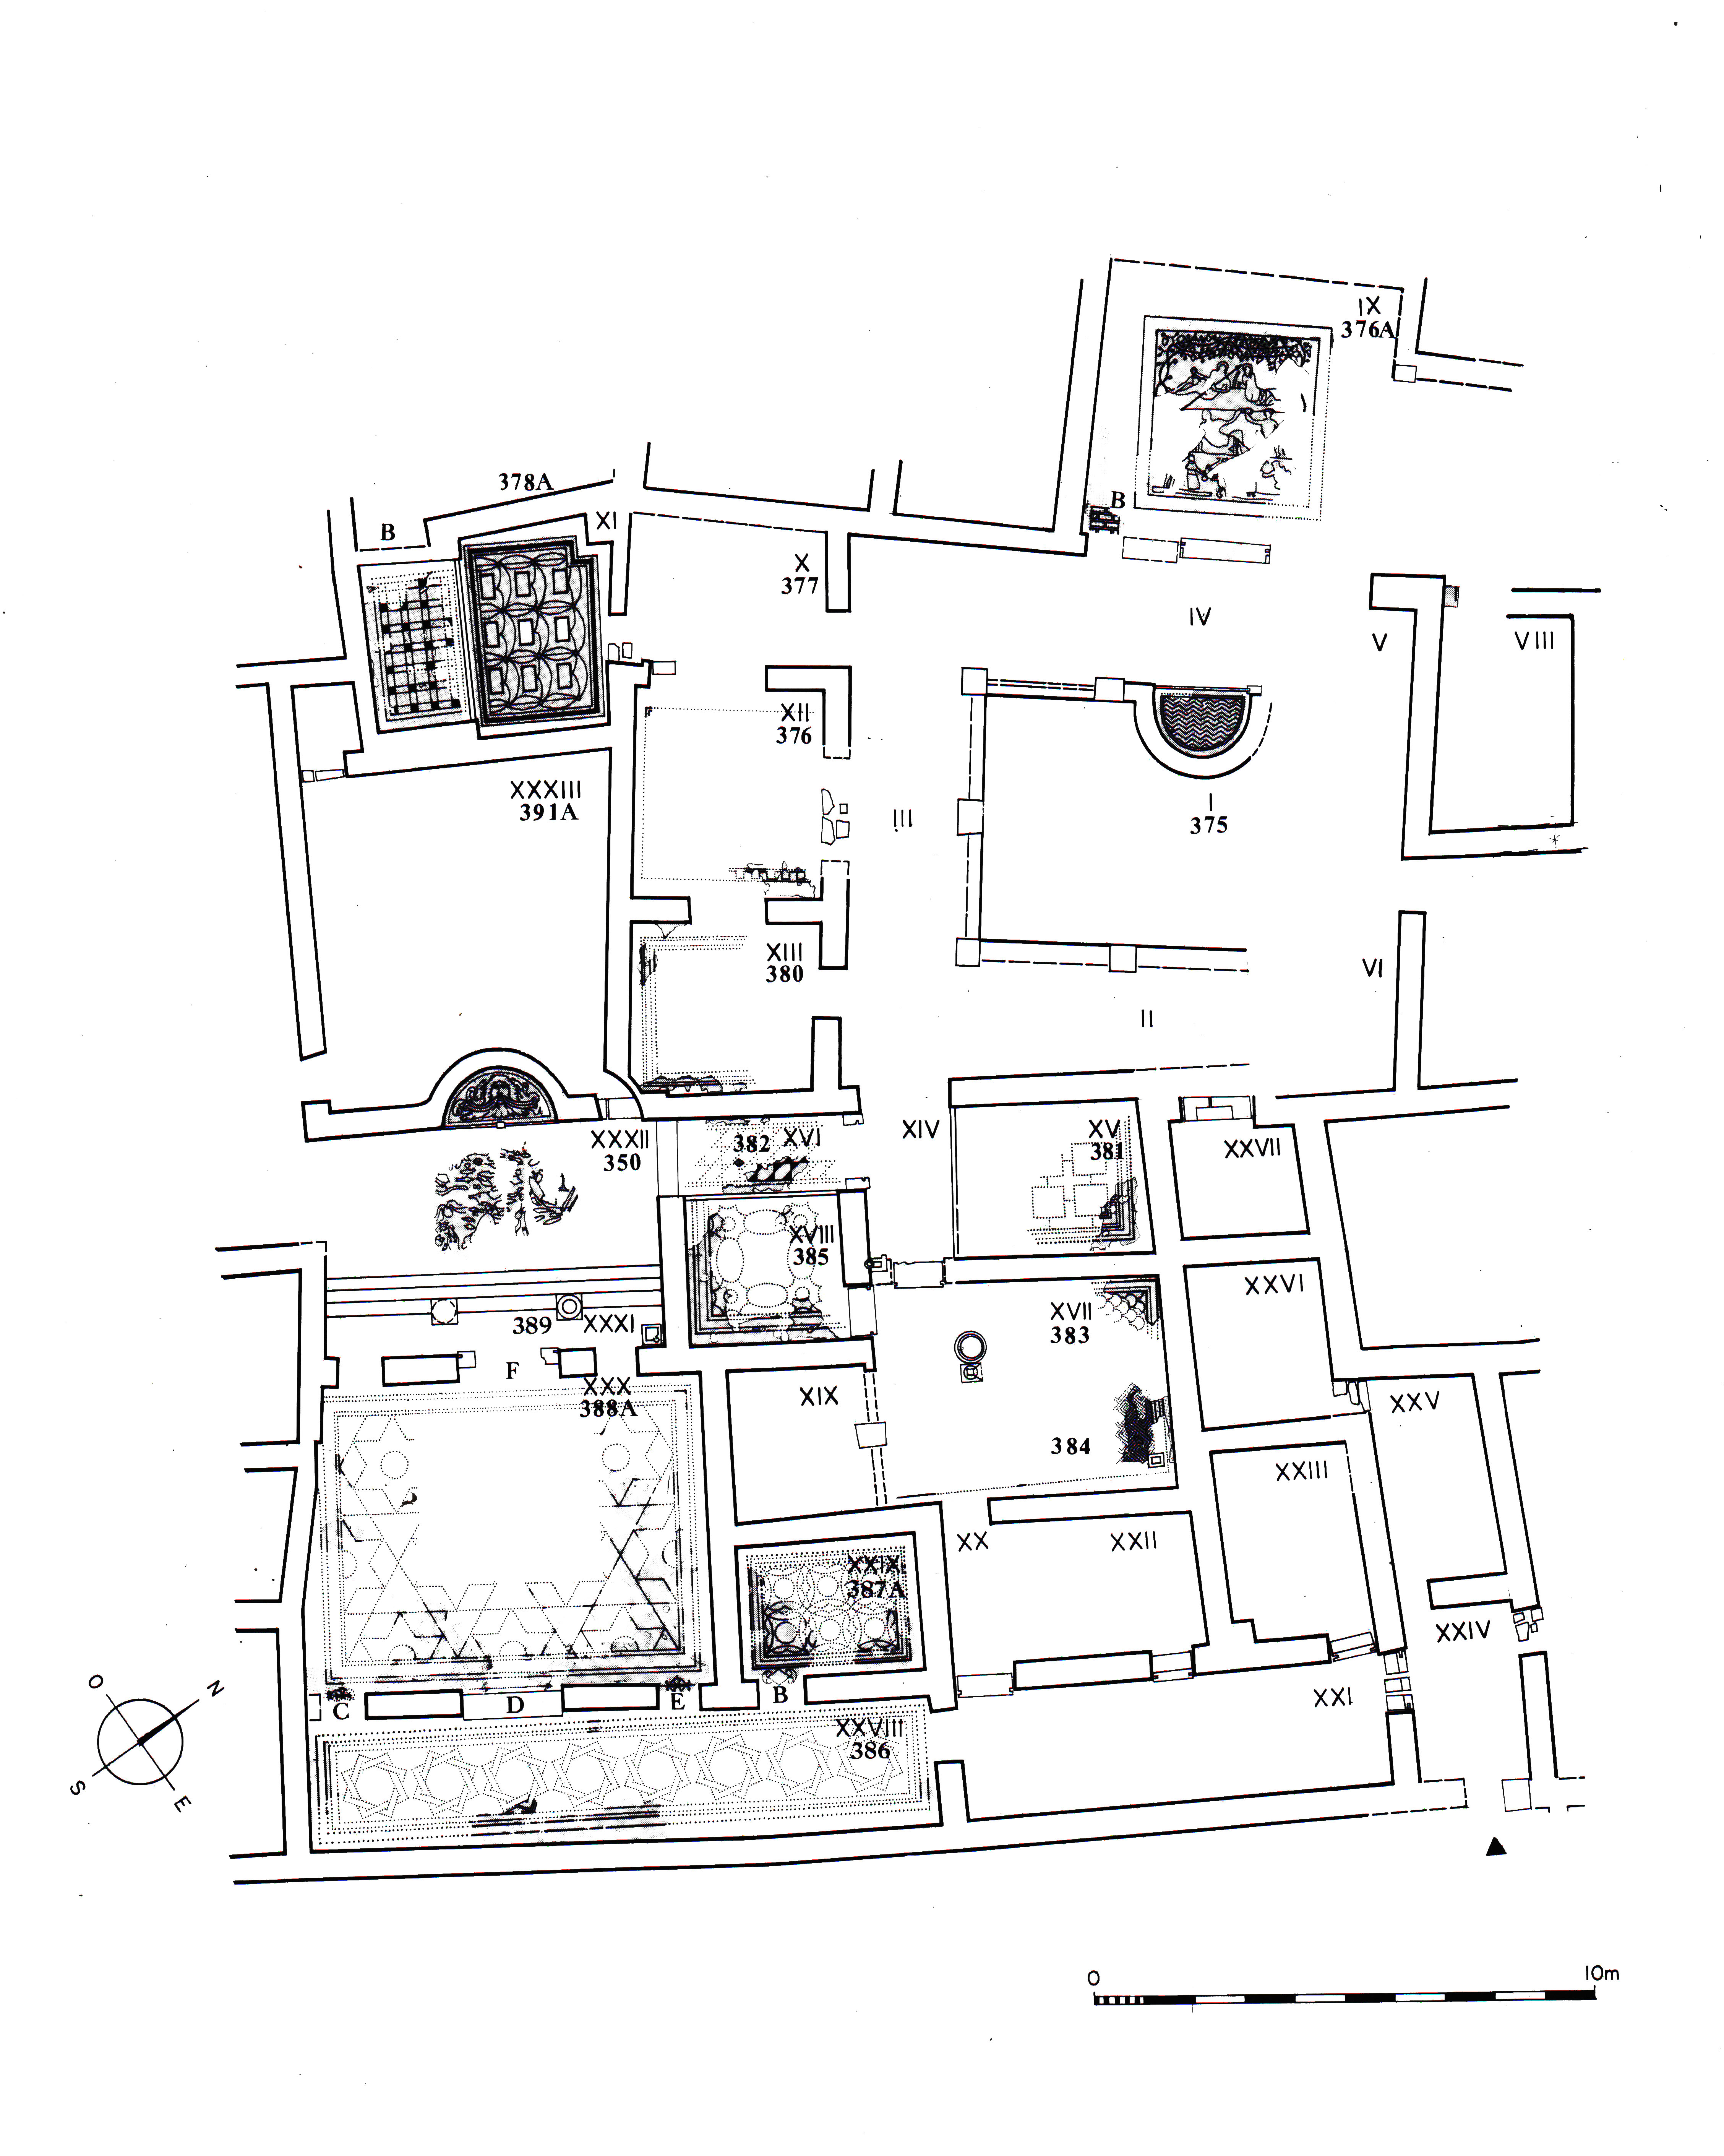 IX
376A
378A
B
B
XI
X
377
IV
V
VIII
XII
376
XXXIII
391A
III
I
375
XIII
380
VI
II
XXXII
350
382 XVI
XIV
XV
381
XXVII
XVIII
385
XXVI
389 XXXI
XVII
383
F
XXX
388A
XIX
XXV
384
XXIII
XX
XXII
XXIX
387A
XXIV
C
D
E
B
XXI
XXVIII
386
O
N
S
E
0
10m